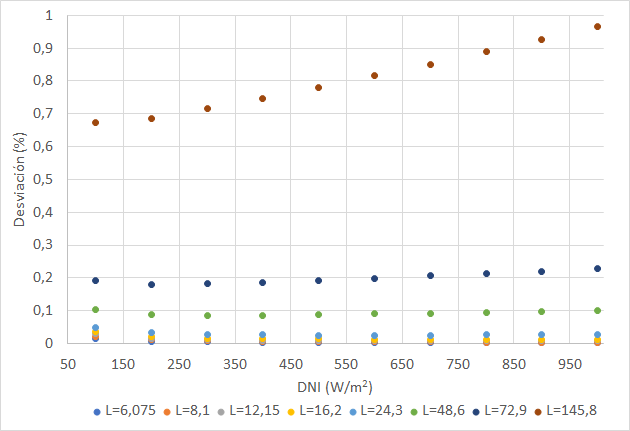 1
0,9
0,8
0,7
0,6
0,5
0,4
0,3
0,2
0,1
0
Desviación (%)
50 150 250 350 450 550 650 750 850 950
DNI (W/m²)
L=6,075 L=8,1 L=12,15 L=16,2 L=24,3 L=48,6 L=72,9 L=145,8